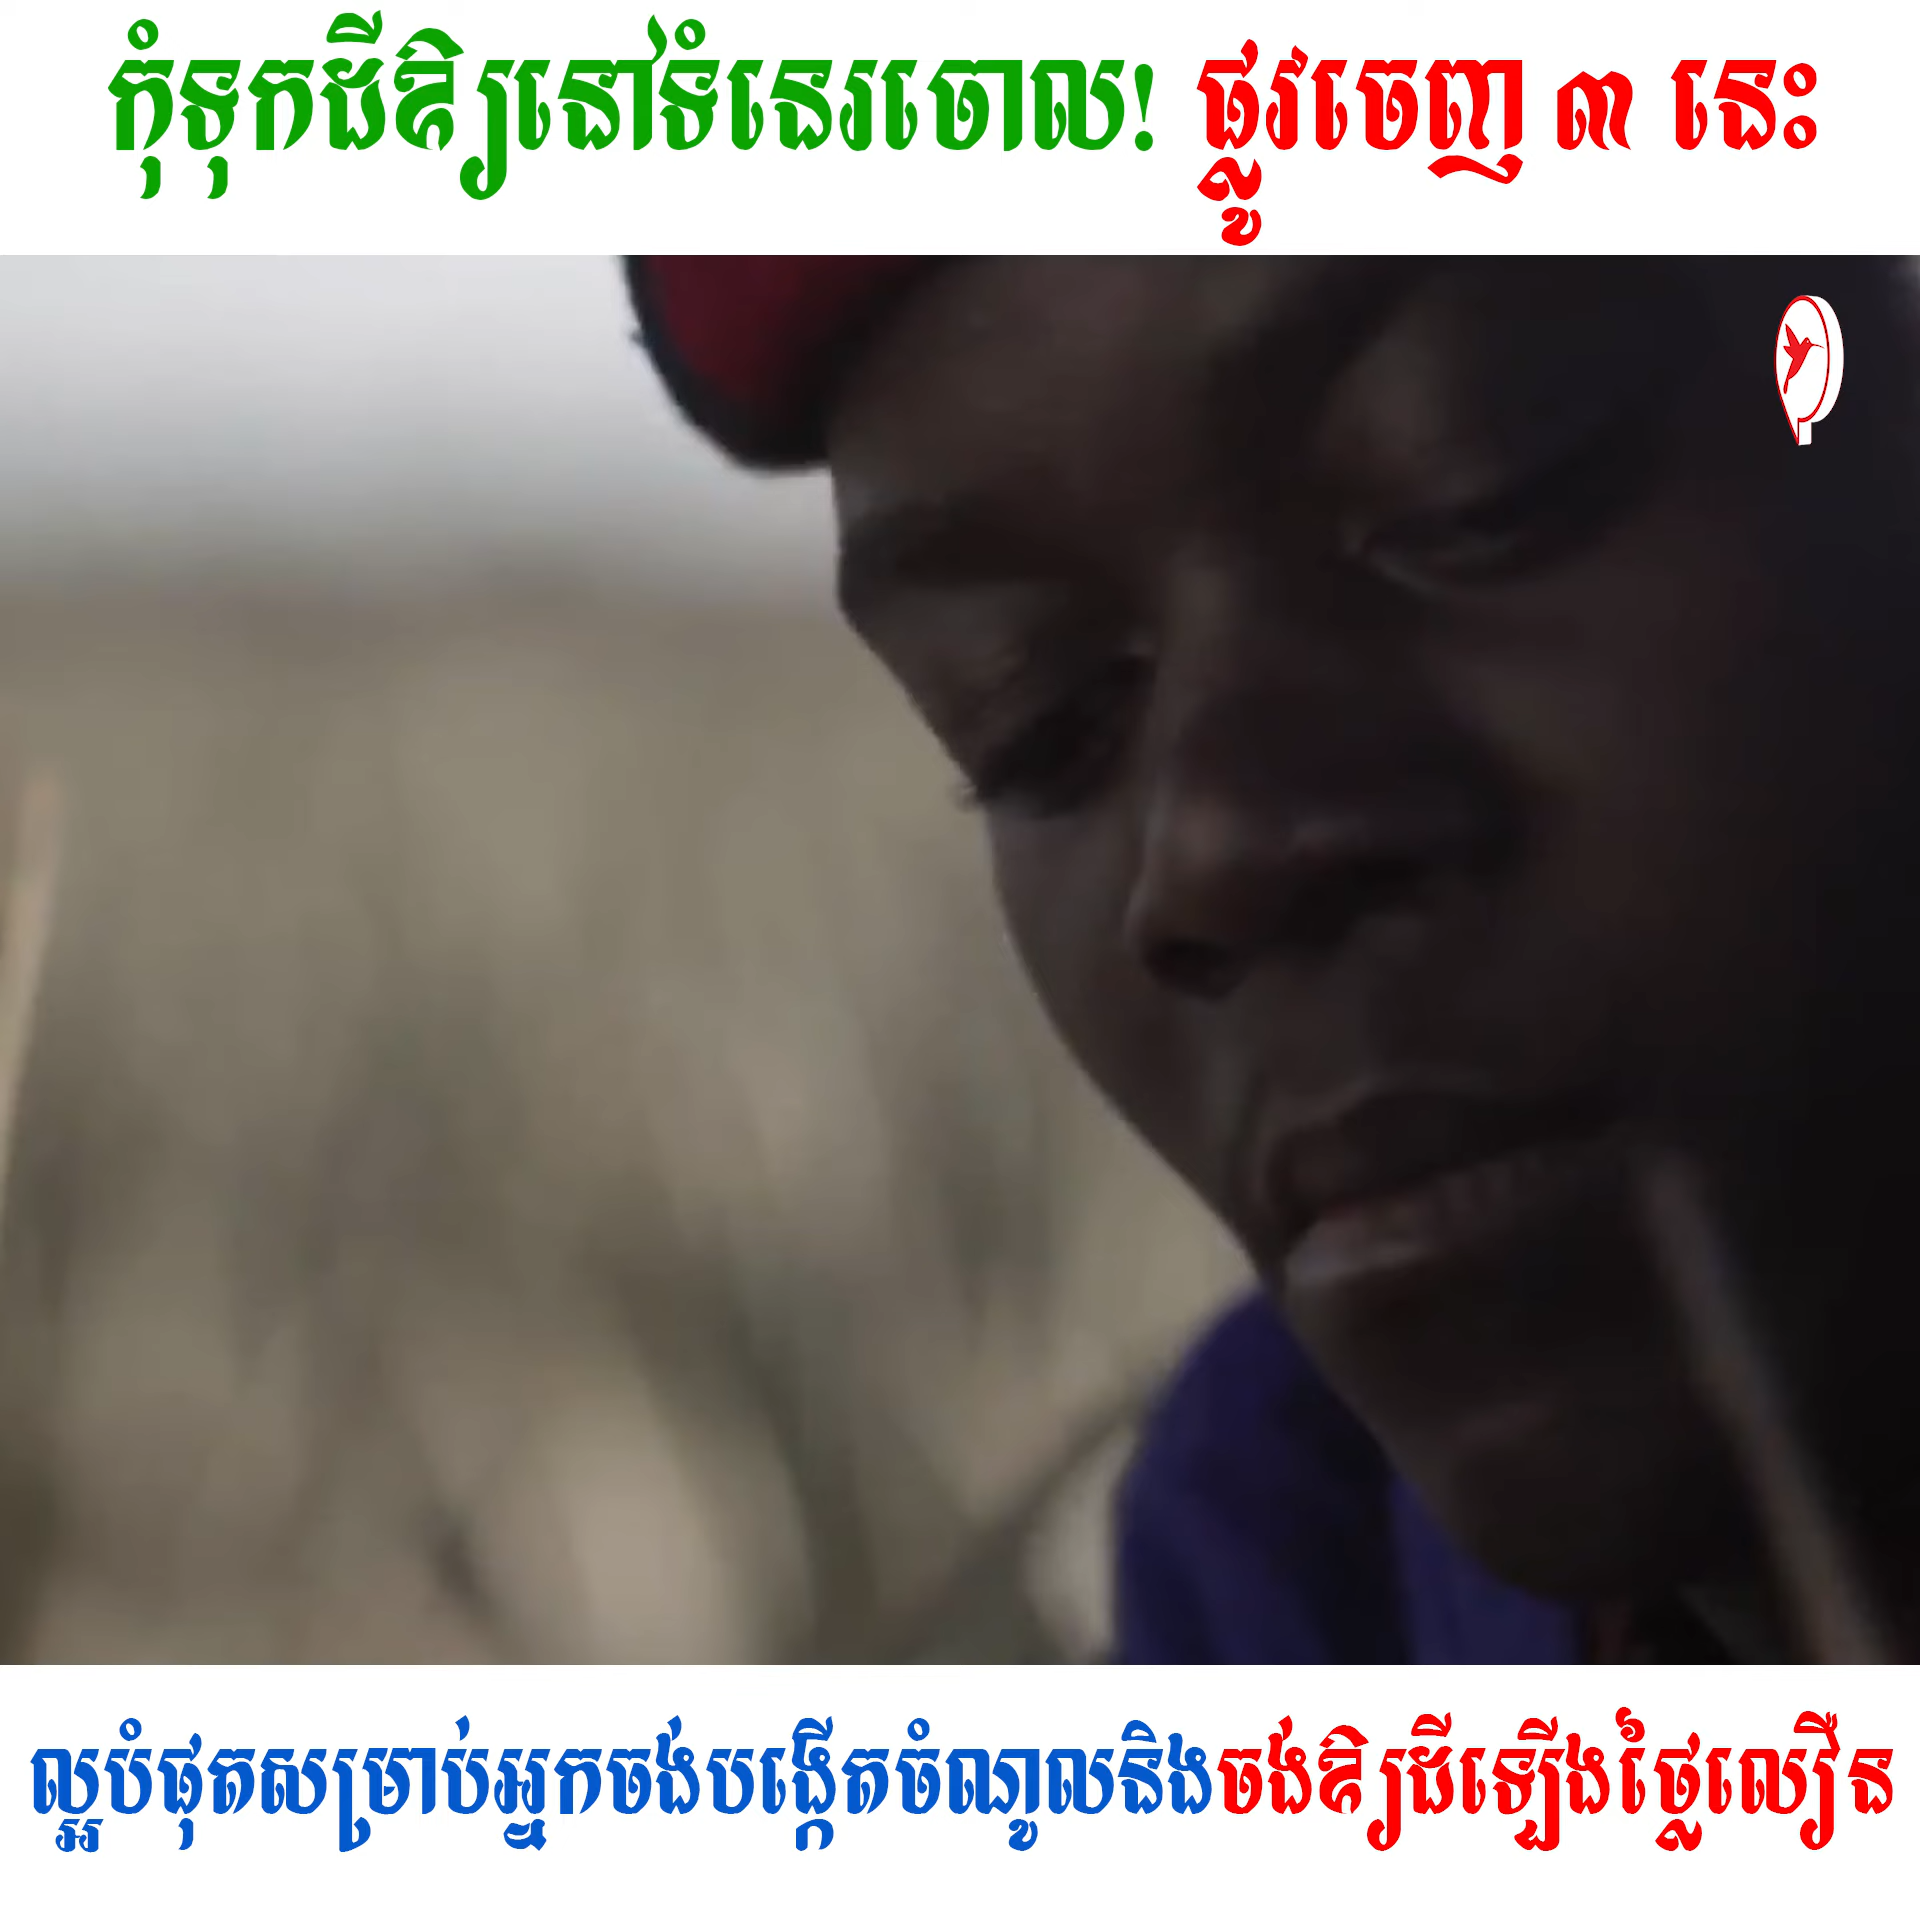 កុំទុកដីឱ្យនៅទំនេរចោល! ផ្លូវចេញ ៣ នេះ
ល្អបំផុតសម្រាប់អ្នកចង់បង្កើតចំណូលនិងចង់ឱ្យដីឡើងថ្លៃលឿន